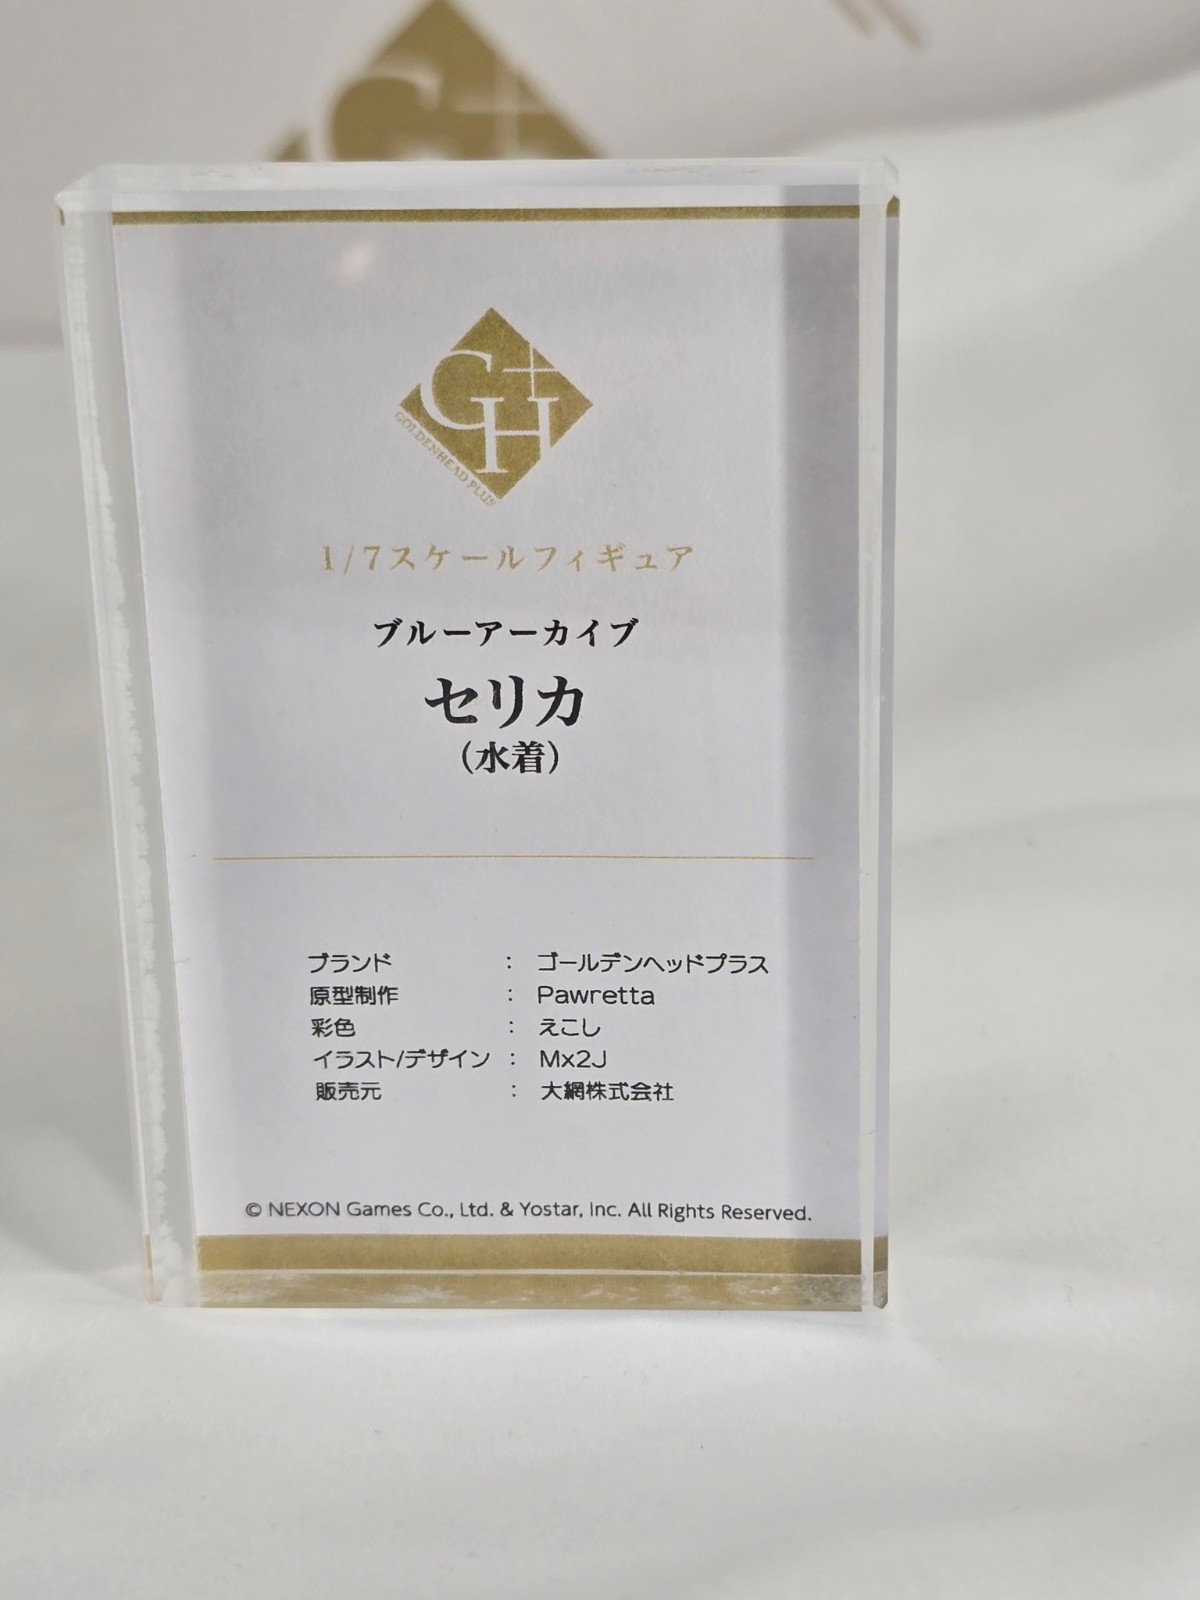 GH+
GOLDENHEAD PLUS
1/7スケールフィギュア
ブルーアーカイブ
セリカ
（水着）
ブランド ： ゴールデンヘッドプラス
原型制作 ： Pawretta
彩色 ： えこし
イラスト/デザイン ： Mx2J
販売元 ： 大網株式会社
© NEXON Games Co., Ltd. & Yostar, Inc. All Rights Reserved.